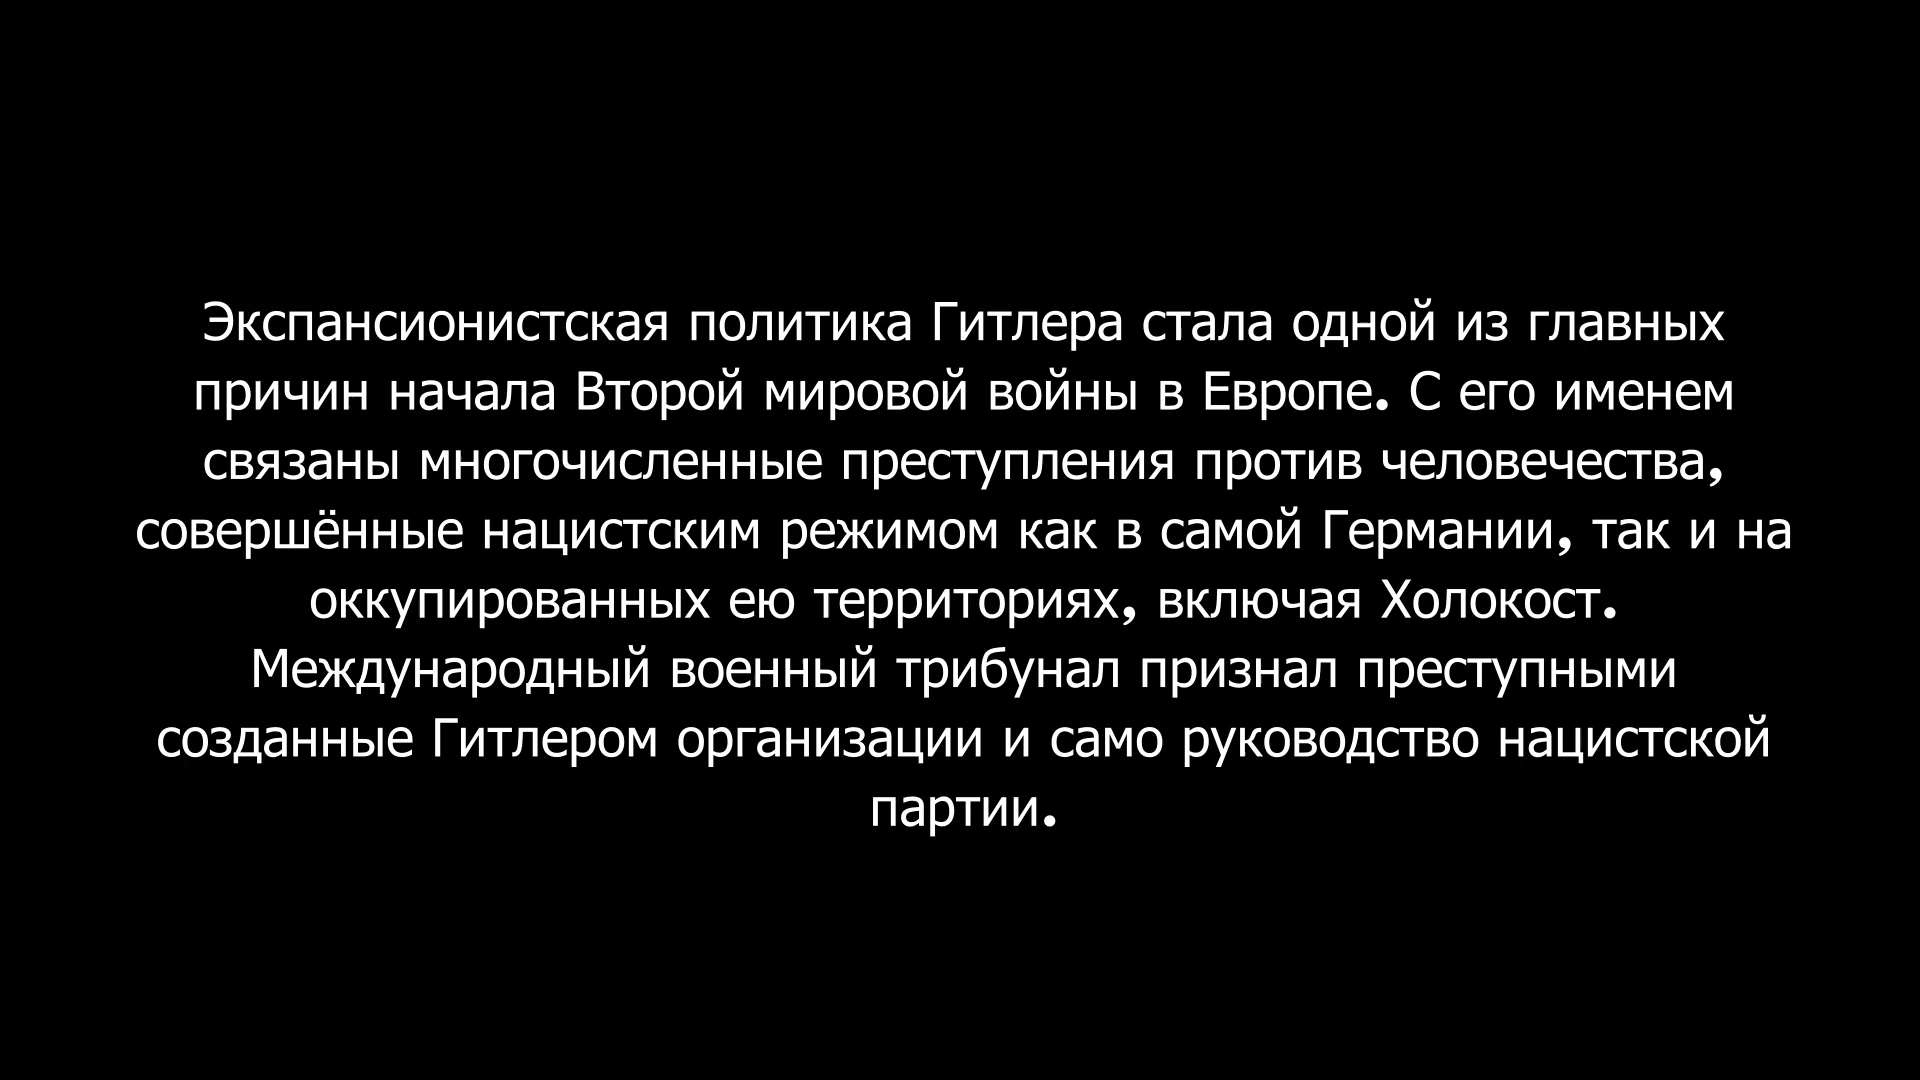 Экспансионистская политика Гитлера стала одной из главных
причин начала Второй мировой войны в Европе. С его именем
связаны многочисленные преступления против человечества,
совершённые нацистским режимом как в самой Германии, так и на
оккупированных ею территориях, включая Холокост.
Международный военный трибунал признал преступными
созданные Гитлером организации и само руководство нацистской
партии.